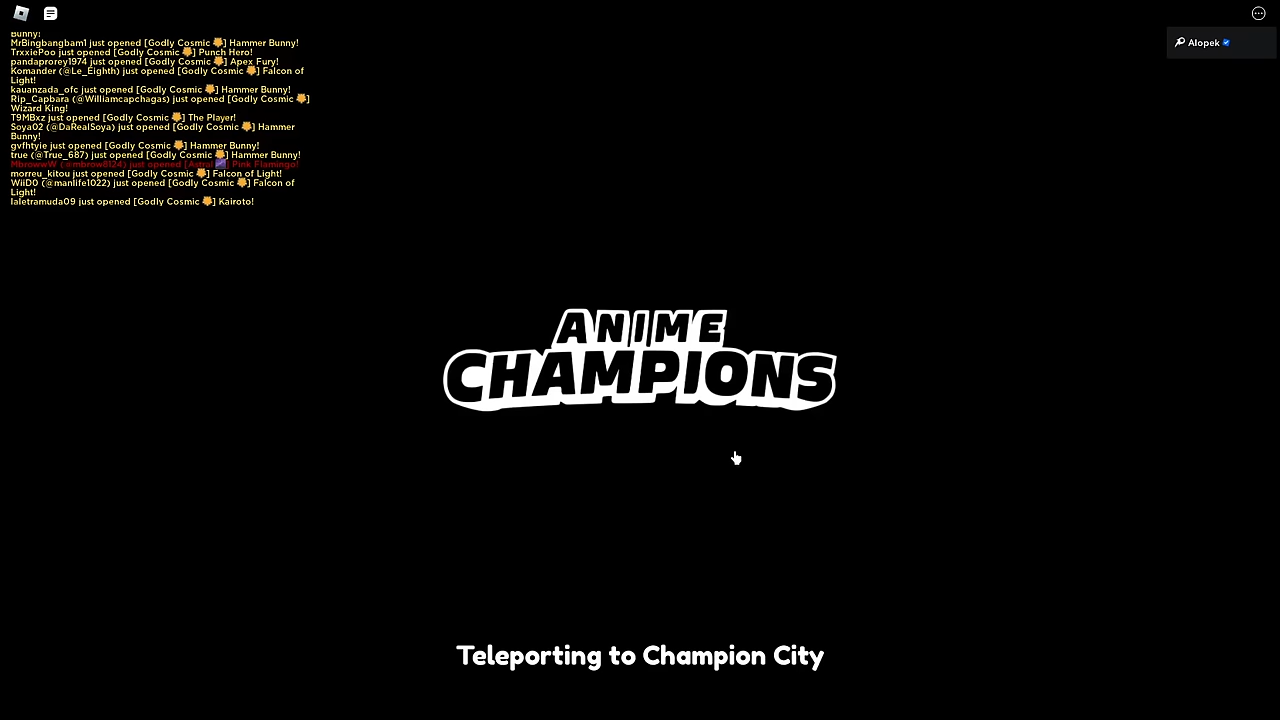 Bunny!
MrBingbangbam1 just opened [Godly Cosmic ] Hammer Bunny!
TrxxiePoo just opened [Godly Cosmic ] Punch Hero!
pandaprorey1974 just opened [Godly Cosmic ] Apex Fury!
Komander (@Le_Eighth) just opened [Godly Cosmic ] Falcon of
Light!
kauanzada_ofc just opened [Godly Cosmic ] Hammer Bunny!
Rip_Capbara (@Williamcapchagas) just opened [Godly Cosmic ]
Wizard King!
T9MBxz just opened [Godly Cosmic ] The Player!
Soya02 (@DaRealSoya) just opened [Godly Cosmic ] Hammer
Bunny!
gvfhtyie just opened [Godly Cosmic ] Hammer Bunny!
true (@True_687) just opened [Godly Cosmic ] Hammer Bunny!
MbrowwW (@mbrow8124) just opened [Astral ] Pink Flamingo!
morreu_kitou just opened [Godly Cosmic ] Falcon of Light!
WiiD0 (@manlife1022) just opened [Godly Cosmic ] Falcon of
Light!
laletramuda09 just opened [Godly Cosmic ] Kairoto!
Alopek
ANIME
CHAMPIONS
Teleporting to Champion City